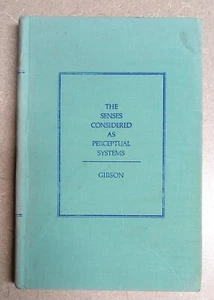 THE
SENSES
CONSIDERED
AS
PERCEPTUAL
SYSTEMS
GIBSON